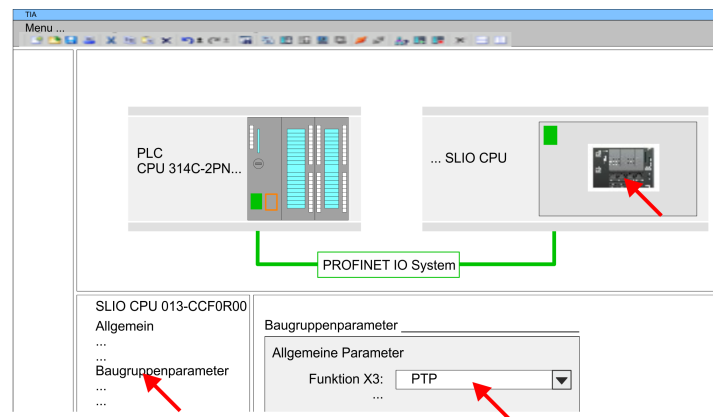 TIA
Menu ...
PLC
CPU 314C-2PN...
... SLIO CPU
PROFINET IO System
SLIO CPU 013-CCF0R00
Allgemein
...
...
Baugruppenparameter
...
...
Baugruppenparameter
Allgemeine Parameter
Funktion X3: PTP
...